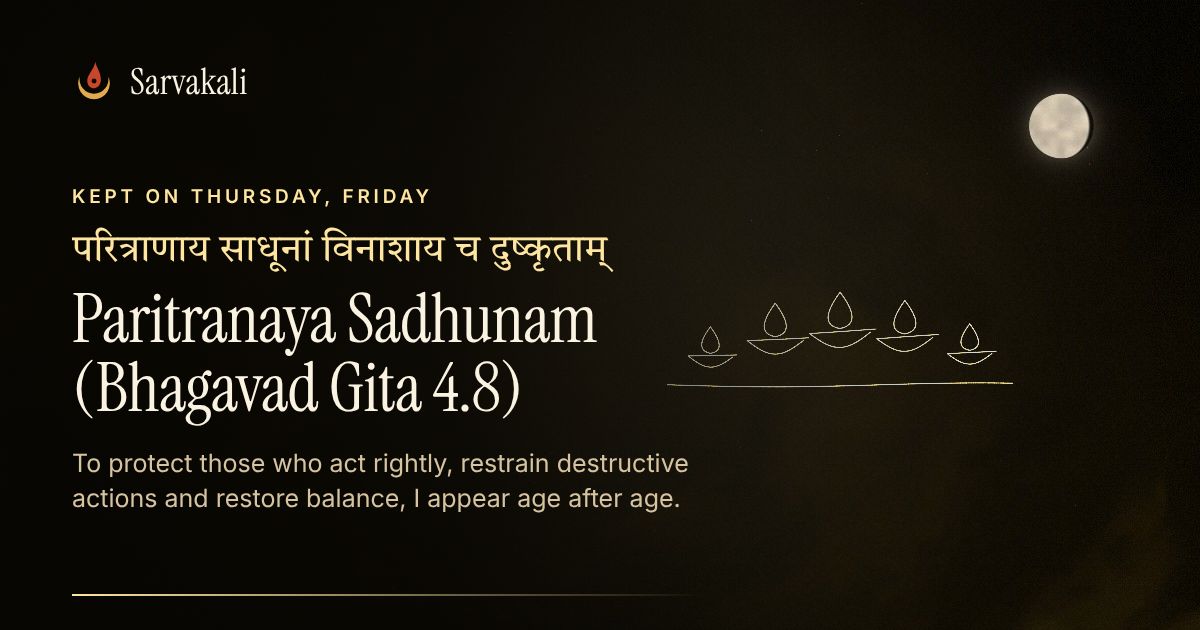 Sarvakali
KEPT ON THURSDAY, FRIDAY
परित्राणाय साधूनां विनाशाय च दुष्कृताम्
Paritranaya Sadhunam
(Bhagavad Gita 4.8)
To protect those who act rightly, restrain destructive
actions and restore balance, I appear age after age.